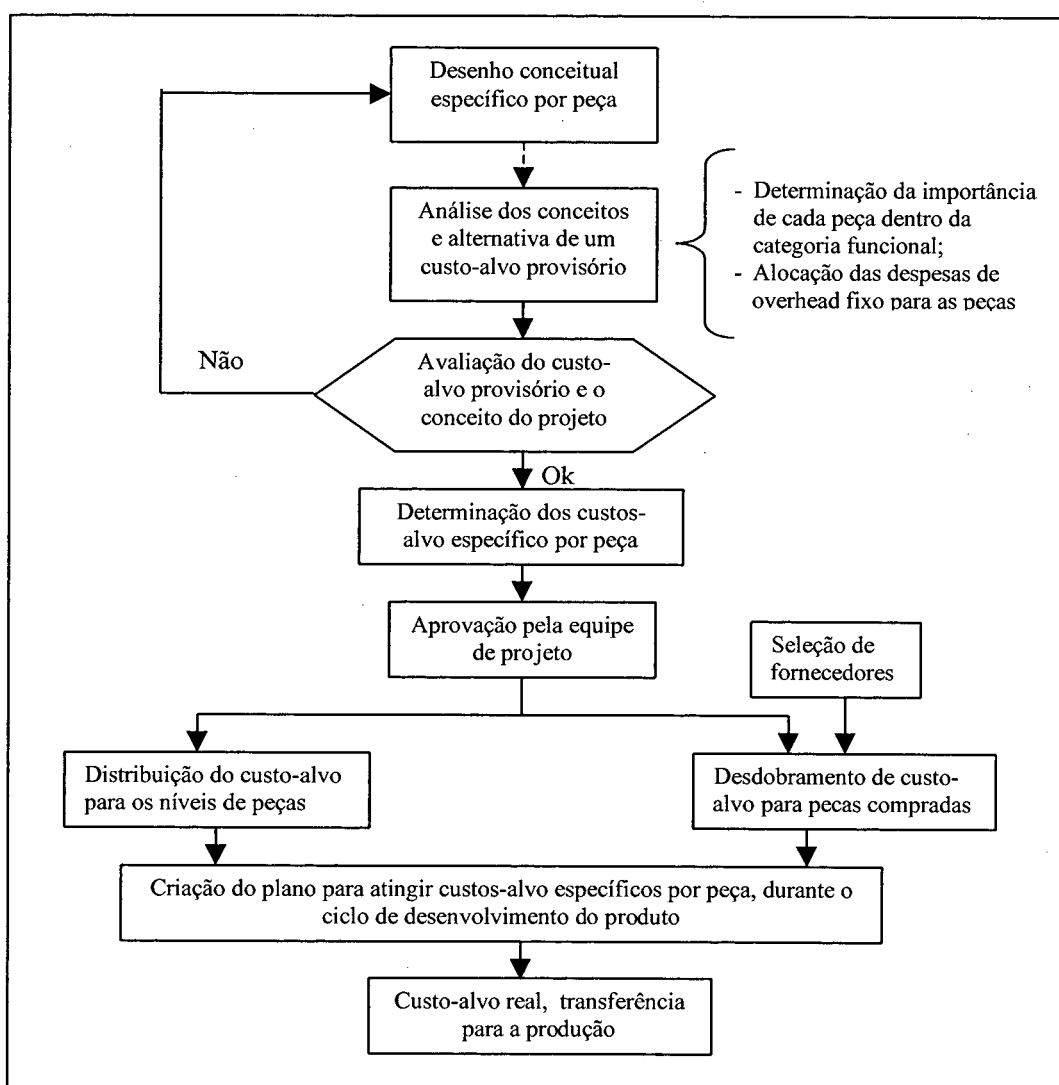 Desenho conceitual
específico por peça
Análise dos conceitos
e alternativa de um
custo-alvo provisório
- Determinação da importância
de cada peça dentro da
categoria funcional;
- Alocação das despesas de
overhead fixo para as peças
Não
Avaliação do custo-
alvo provisório e o
conceito do projeto
Ok
Determinação dos custos-
alvo específico por peça
Aprovação pela equipe
de projeto
Seleção de
fornecedores
Distribuição do custo-alvo
para os níveis de peças
Desdobramento de custo-
alvo para pecas compradas
Criação do plano para atingir custos-alvo específicos por peça, durante o
ciclo de desenvolvimento do produto
Custo-alvo real, transferência
para a produção